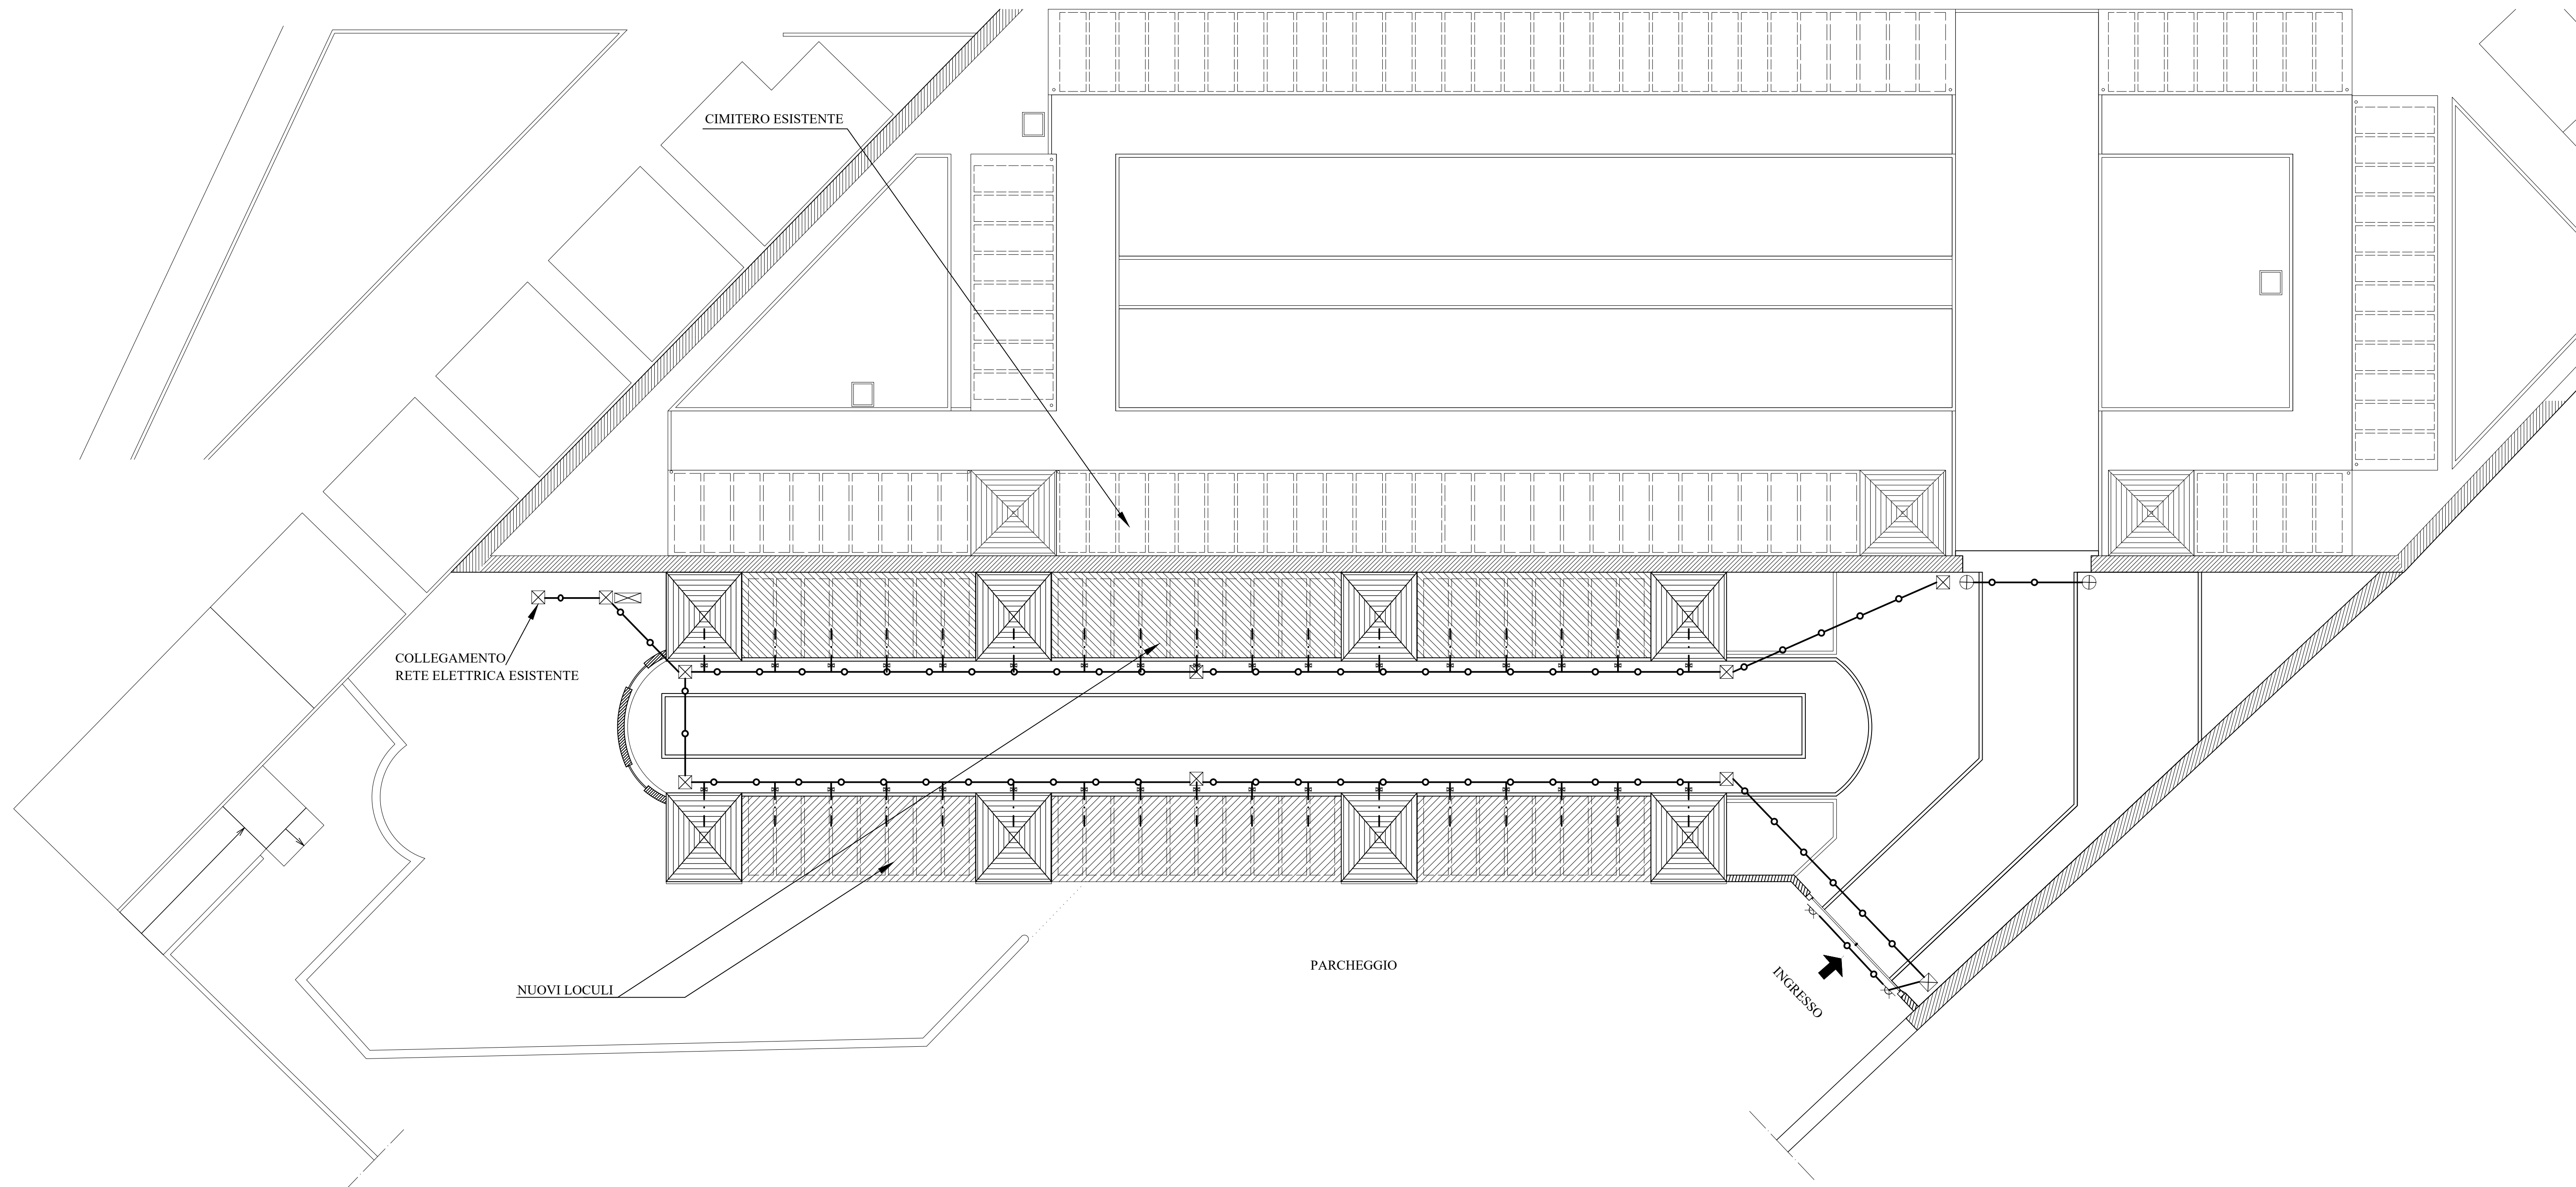 CIMITERO ESISTENTE
COLLEGAMENTO
RETE ELETTRICA ESISTENTE
NUOVI LOCULI
PARCHEGGIO
INGRESSO